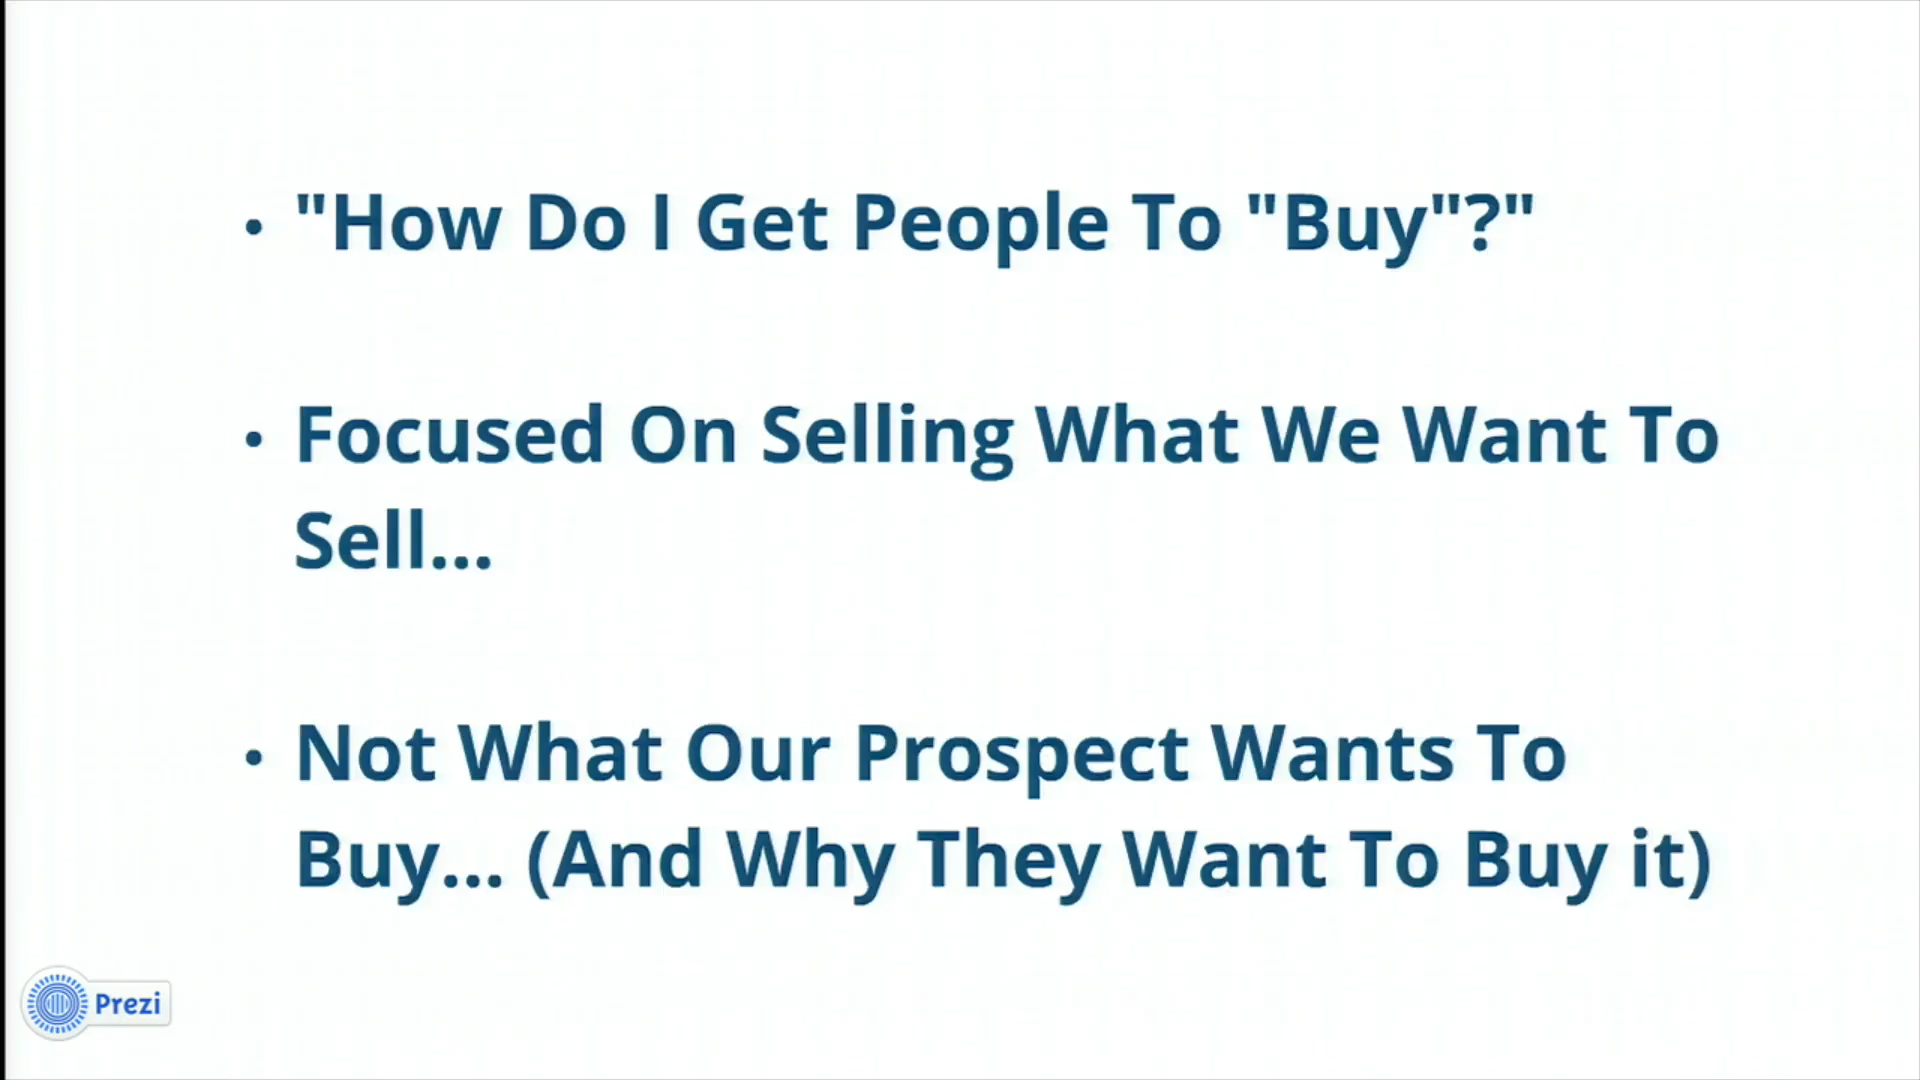 • "How Do I Get People To "Buy"?"
• Focused On Selling What We Want To
Sell...
• Not What Our Prospect Wants To
Buy... (And Why They Want To Buy it)
Prezi